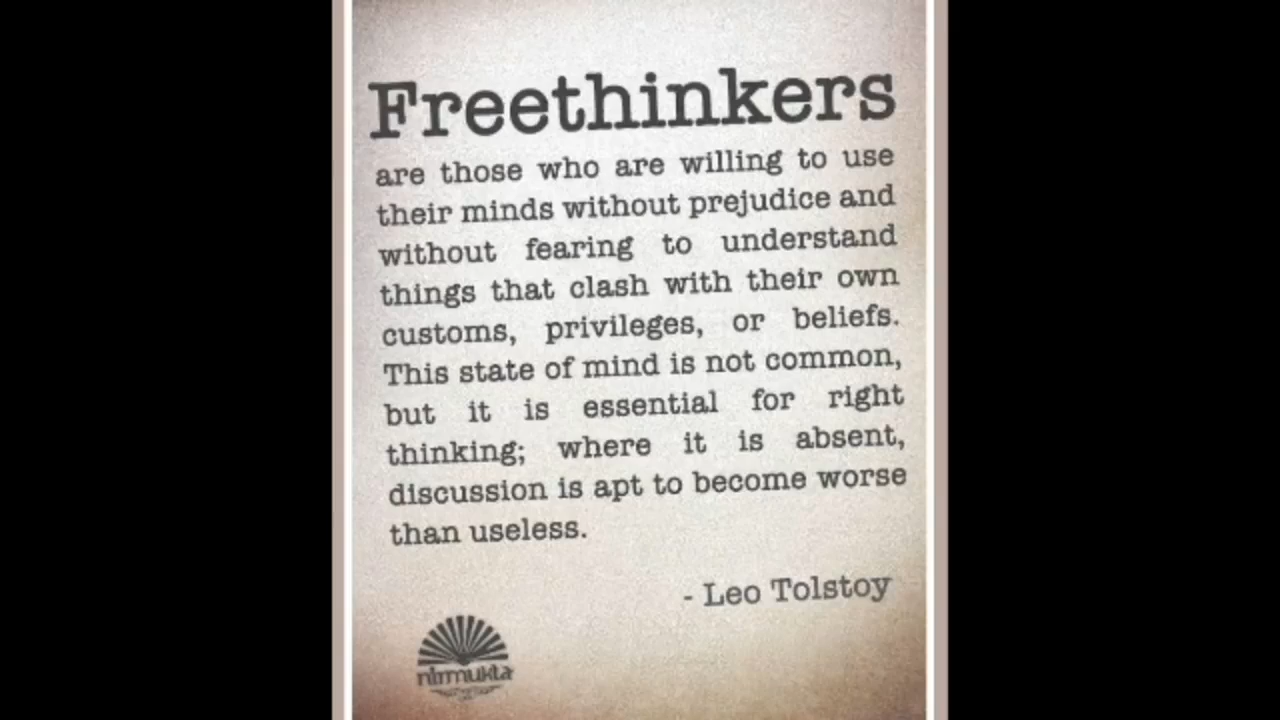 Freethinkers
are those who are willing to use
their minds without prejudice and
without fearing to understand
things that clash with their own
customs, privileges, or beliefs.
This state of mind is not common,
but it is essential for right
thinking; where it is absent,
discussion is apt to become worse
than useless.
- Leo Tolstoy
nirmukta